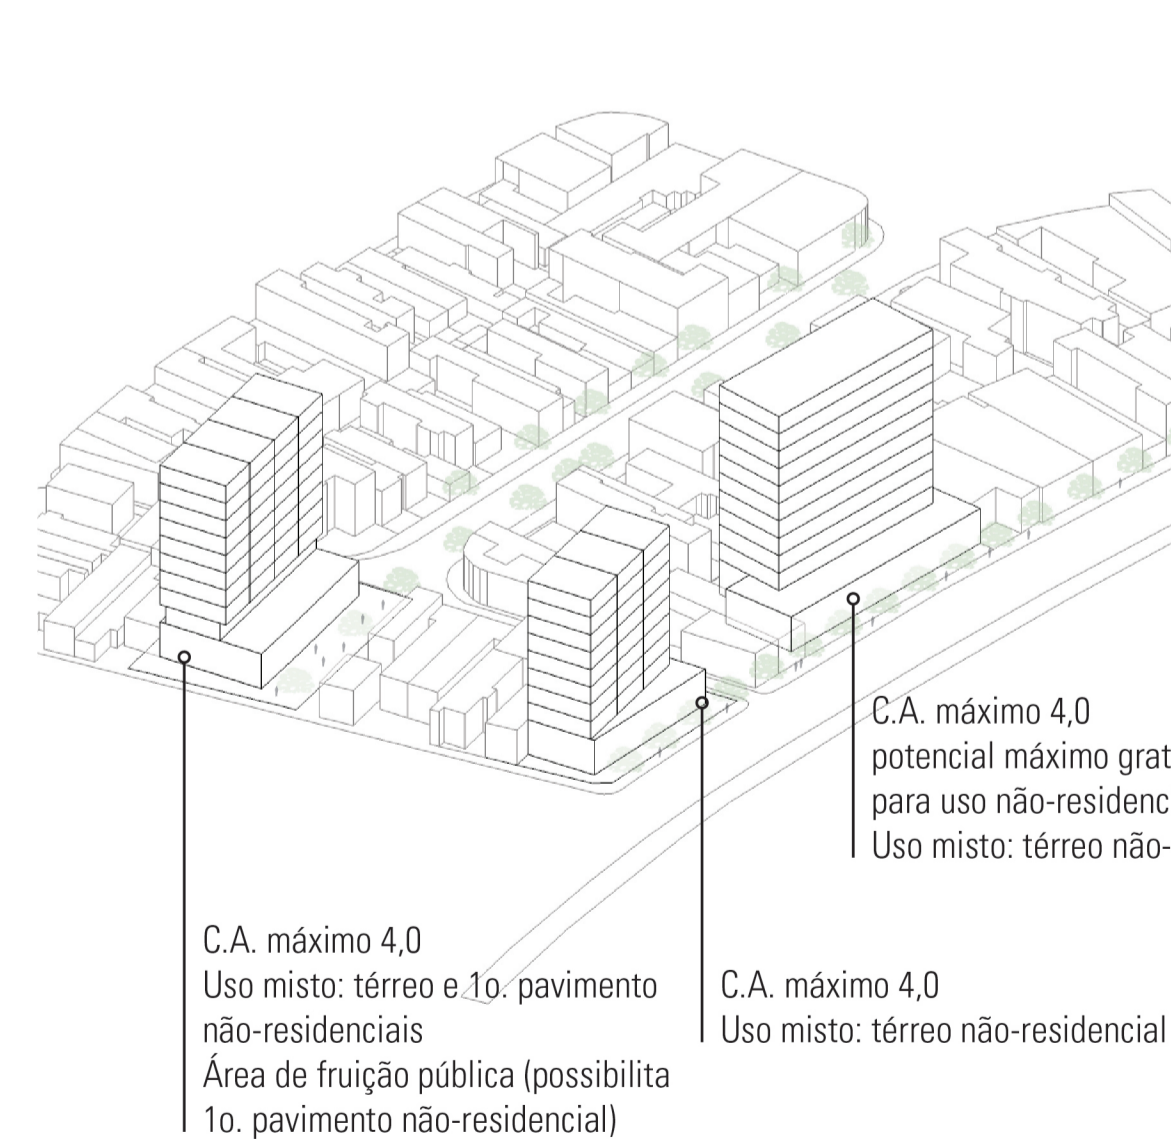 C.A. máximo 4,0
potencial máximo grat
para uso não-residenc
Uso misto: térreo não-
C.A. máximo 4,0
Uso misto: térreo e 1o. pavimento
não-residenciais
Área de fruição pública (possibilita
1o. pavimento não-residencial)
C.A. máximo 4,0
Uso misto: térreo não-residencial